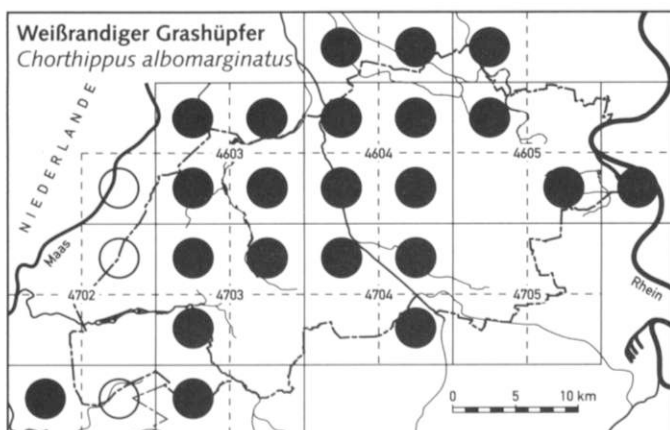 Weißrandiger Grashüpfer
Chorthippus albomarginatus
NIEDERLANDE
4603
4604
4605
Maas
Rhein
4702
4703
4704
4705
0 5 10 km